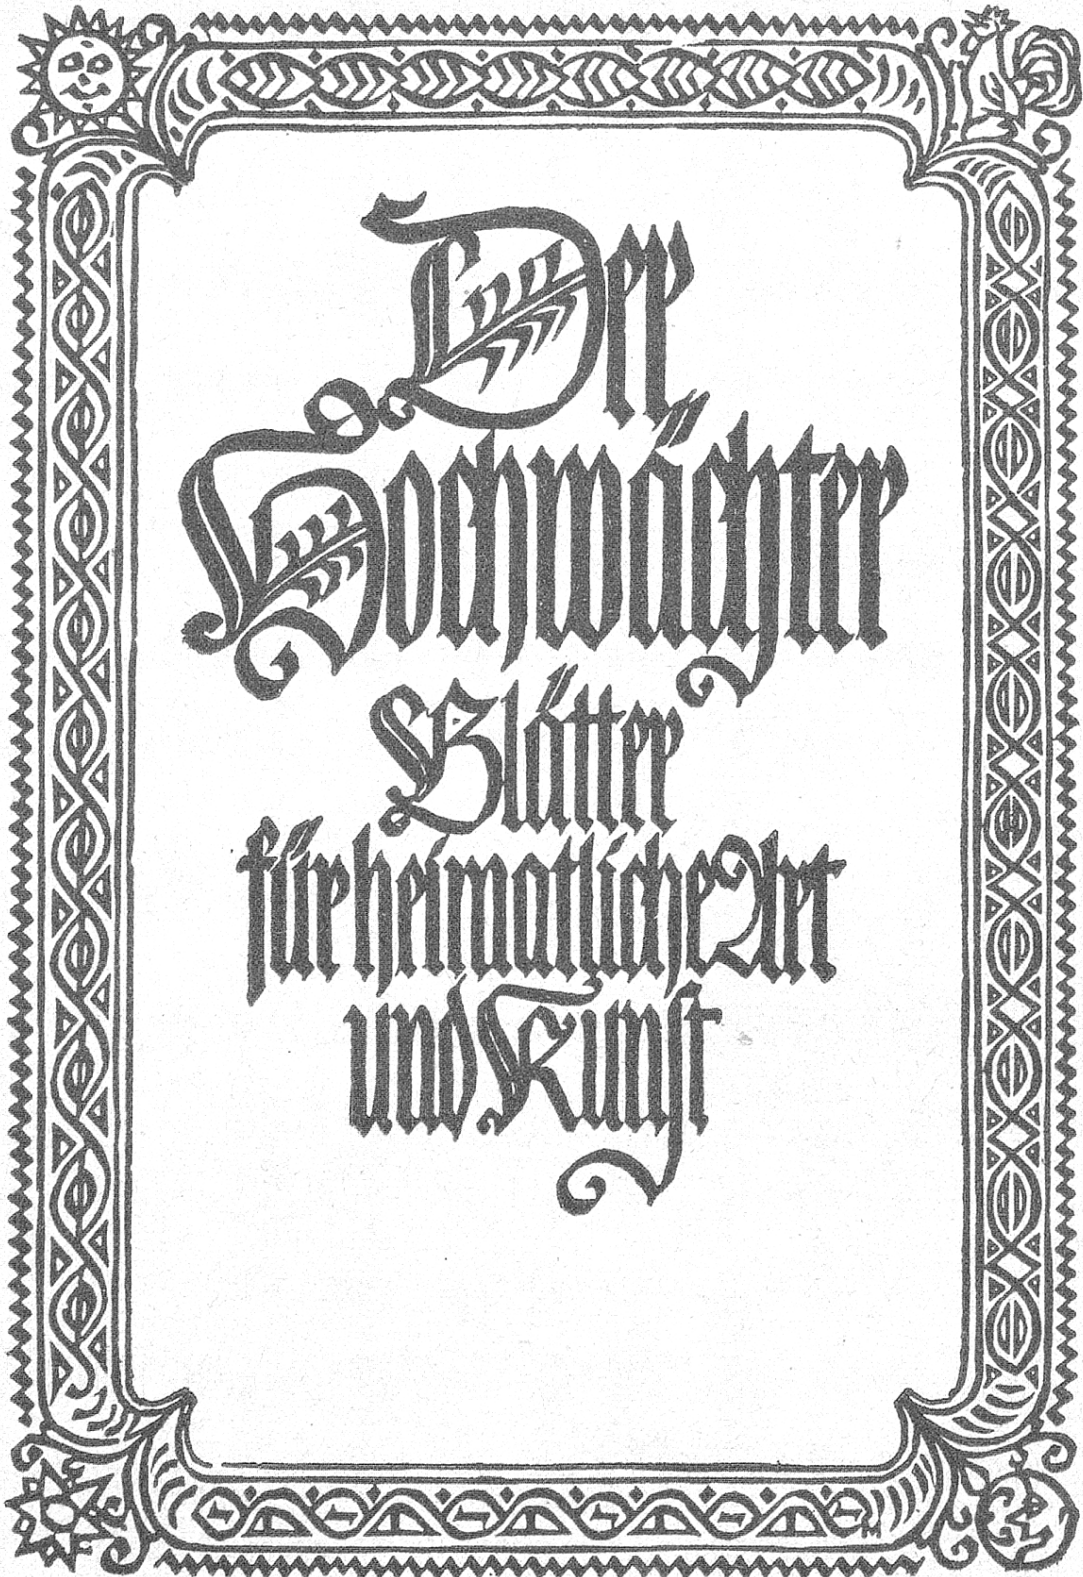 Der
Hochwächter
Blätter
für heimatliche Art
und Kunst